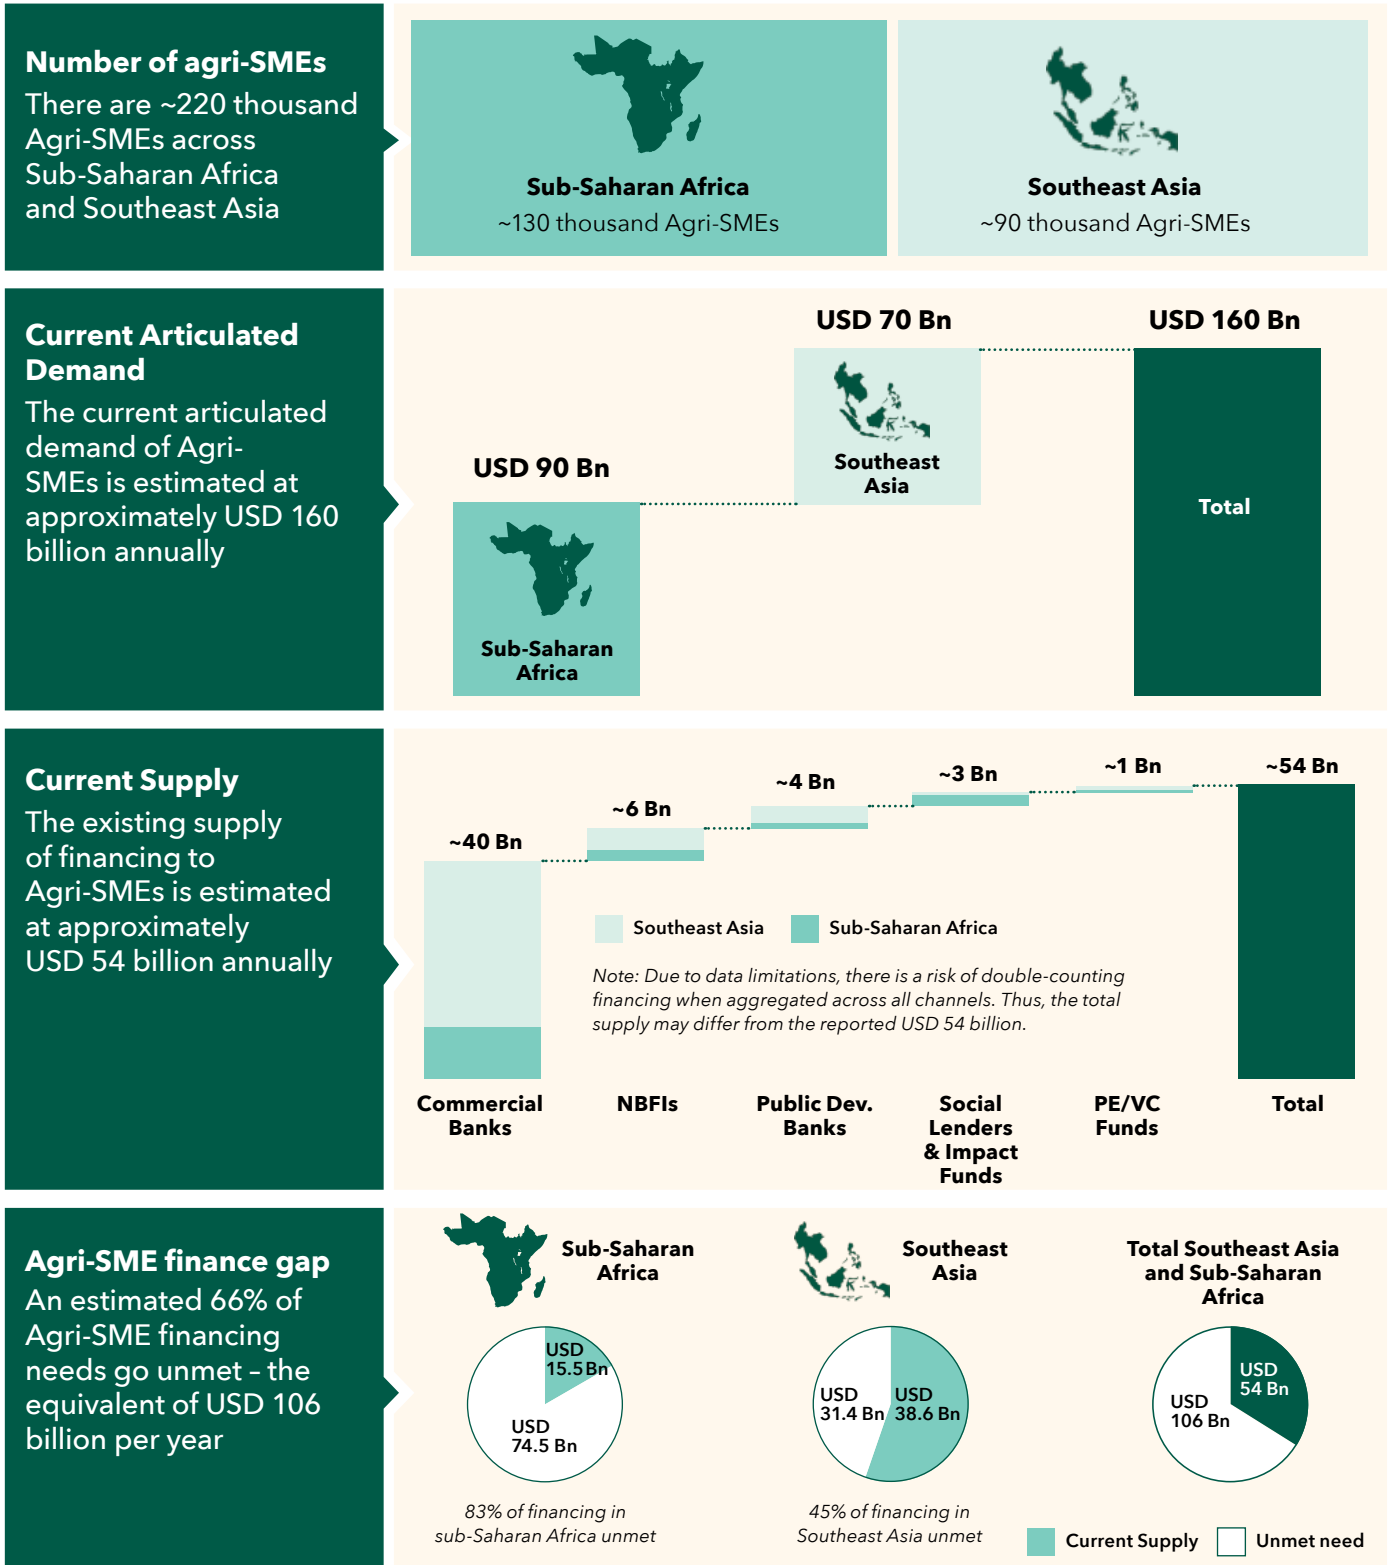 Number of agri-SMEs
There are ~220 thousand
Agri-SMEs across
Sub-Saharan Africa
and Southeast Asia
Sub-Saharan Africa
~130 thousand Agri-SMEs
Southeast Asia
~90 thousand Agri-SMEs
Current Articulated
Demand
The current articulated
demand of Agri-
SMEs is estimated at
approximately USD 160
billion annually
USD 90 Bn
Sub-Saharan
Africa
USD 70 Bn
Southeast
Asia
USD 160 Bn
Total
Current Supply
The existing supply
of financing to
Agri-SMEs is estimated
at approximately
USD 54 billion annually
~40 Bn
~6 Bn
~4 Bn
~3 Bn
~1 Bn
~54 Bn
Southeast Asia
Sub-Saharan Africa
Note: Due to data limitations, there is a risk of double-counting
financing when aggregated across all channels. Thus, the total
supply may differ from the reported USD 54 billion.
Commercial
Banks
NBFIs
Public Dev.
Banks
Social
Lenders
& Impact
Funds
PE/VC
Funds
Total
Agri-SME finance gap
An estimated 66% of
Agri-SME financing
needs go unmet – the
equivalent of USD 106
billion per year
Sub-Saharan
Africa
USD
15.5 Bn
USD
74.5 Bn
83% of financing in
sub-Saharan Africa unmet
Southeast
Asia
USD
31.4 Bn
USD
38.6 Bn
45% of financing in
Southeast Asia unmet
Total Southeast Asia
and Sub-Saharan
Africa
USD
54 Bn
USD
106 Bn
Current Supply
Unmet need